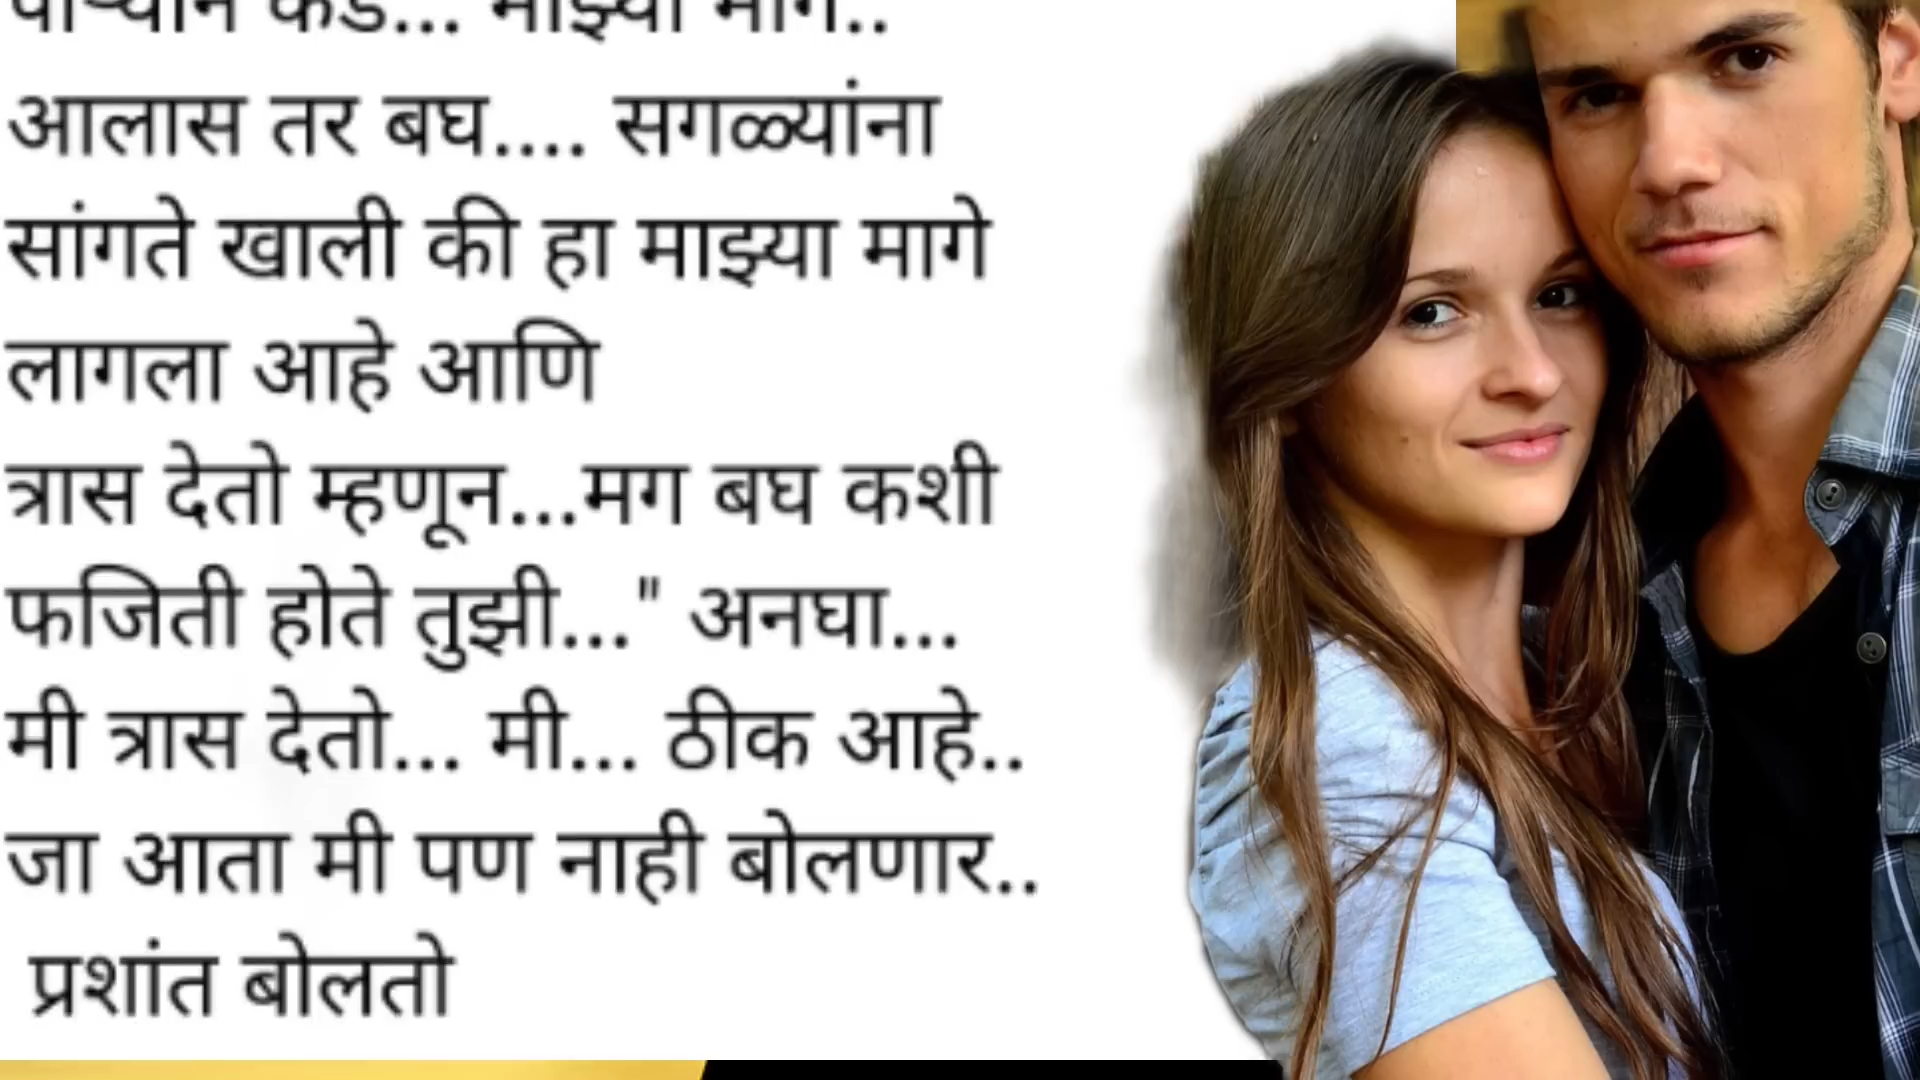 माझ्या मागे..
आलास तर बघ.... सगळ्यांना
सांगते खाली की हा माझ्या मागे
लागला आहे आणि
त्रास देतो म्हणून...मग बघ कशी
फजिती होते तुझी..." अनघा...
मी त्रास देतो... मी... ठीक आहे..
जा आता मी पण नाही बोलणार..
प्रशांत बोलतो